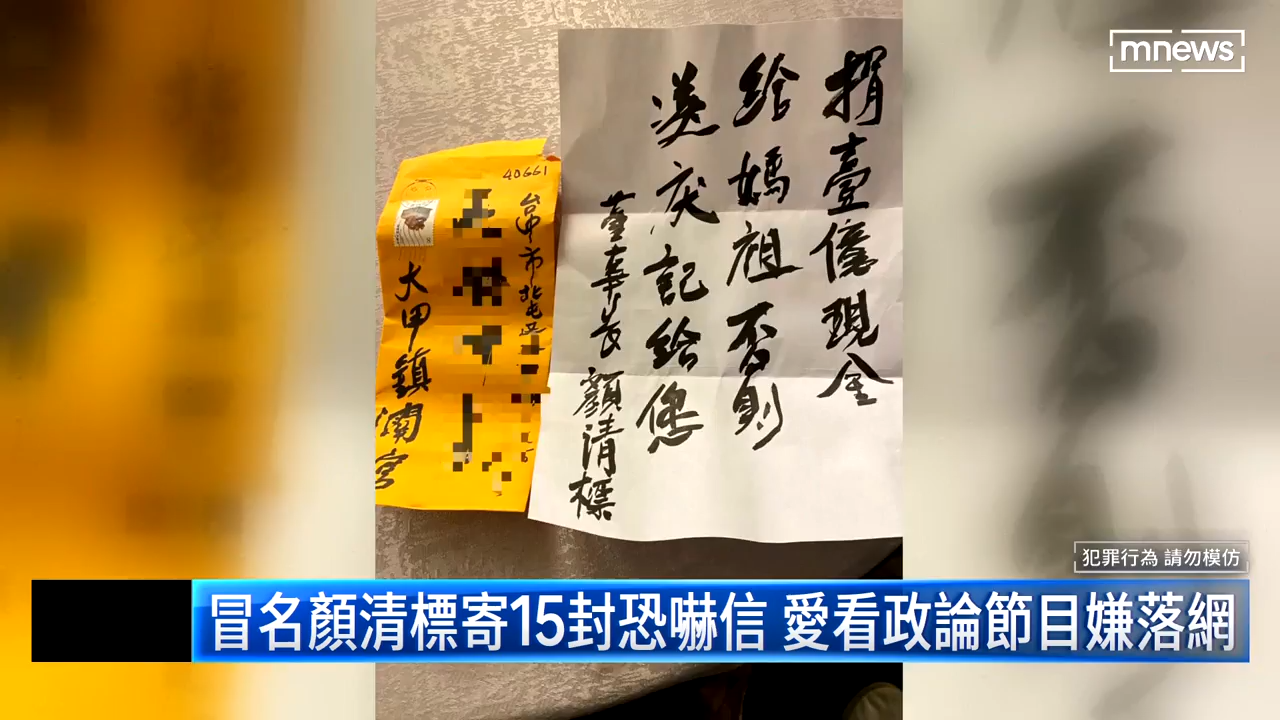 mnews
捐壹億現金
給媽祖否則
災 記給您
董事長 顏清標
40661
台中市北屯區
大甲鎮瀾宮
犯罪行為 請勿模仿
冒名顏清標寄15封恐嚇信 愛看政論節目嫌落網